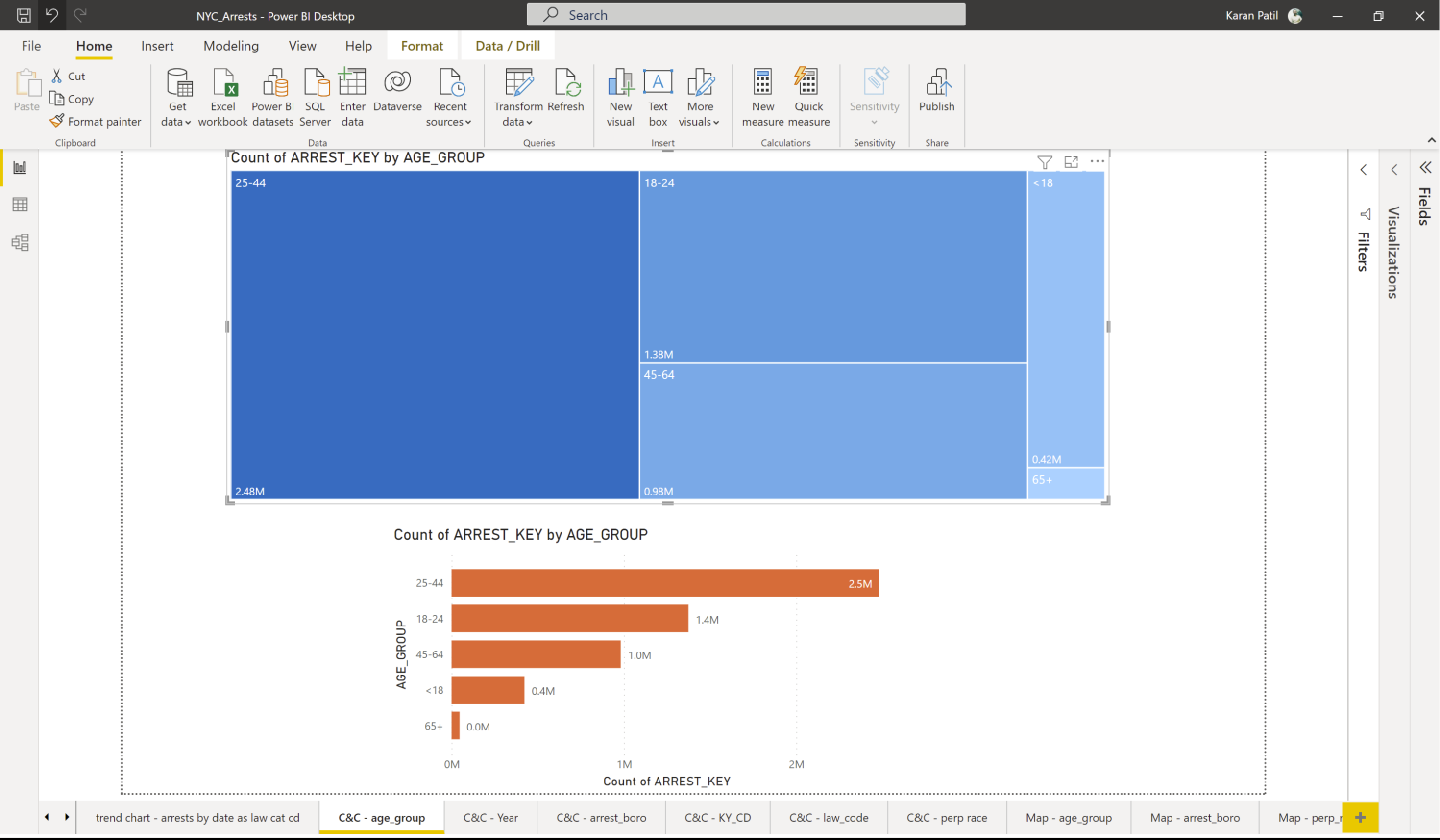 NYC_Arrests - Power BI Desktop
Search
Karan Patil
File Home Insert Modeling View Help Format Data / Drill
Paste
Cut
Copy
Format painter
Clipboard
Get data
Excel workbook
Power B datasets
SQL Server
Enter data
Dataverse
Recent sources
Data
Transform data
Refresh
Queries
New visual
Text box
More visuals
Insert
New measure
Quick measure
Calculations
Sensitivity
Sensitivity
Publish
Share
Count of ARREST_KEY by AGE_GROUP
25-44
2.48M
18-24
1.38M
45-64
0.98M
<18
0.42M
65+
Filters
Visualizations
Fields
Count of ARREST_KEY by AGE_GROUP
AGE_GROUP
25-44 2.5M
18-24 1.4M
45-64 1.0M
<18 0.4M
65+ 0.0M
0M 1M 2M
Count of ARREST_KEY
trend chart - arrests by date as law cat cd
C&C - age_group
C&C - Year
C&C - arrest_boro
C&C - KY_CD
C&C - law_code
C&C - perp race
Map - age_group
Map - arrest_boro
Map - perp_r